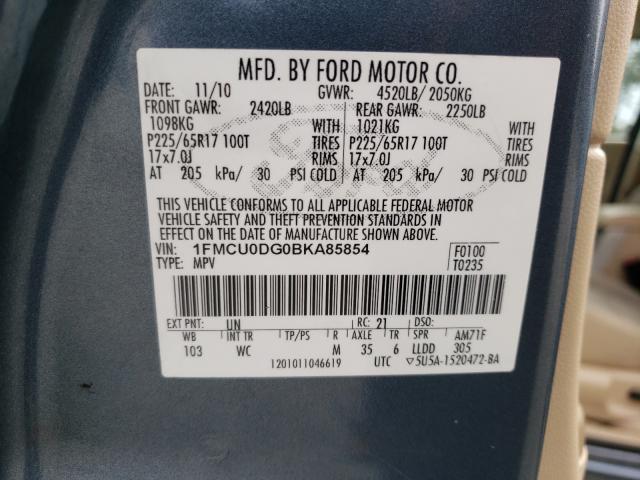 MFD. BY FORD MOTOR CO.
DATE: 11/10 GVWR: 4520LB/ 2050KG
FRONT GAWR: 2420LB REAR GAWR: 2250LB
1098KG WITH 1021KG WITH
P225/65R17 100T TIRES P225/65R17 100T TIRES
17x7.0J RIMS 17x7.0J RIMS
AT 205 kPa/ 30 PSI COLD AT 205 kPa/ 30 PSI COLD
THIS VEHICLE CONFORMS TO ALL APPLICABLE FEDERAL MOTOR
VEHICLE SAFETY AND THEFT PREVENTION STANDARDS IN
EFFECT ON THE DATE OF MANUFACTURE SHOWN ABOVE.
VIN: 1FMCU0DG0BKA85854 F0100
TYPE: MPV T0235
EXT PNT: UN RC: 21 DSO:
WB INT TR TP/PS R AXLE TR SPR AM71F
103 WC M 35 6 LLDD 305
1201011046619 UTC ▽5U5A-1520472-BA